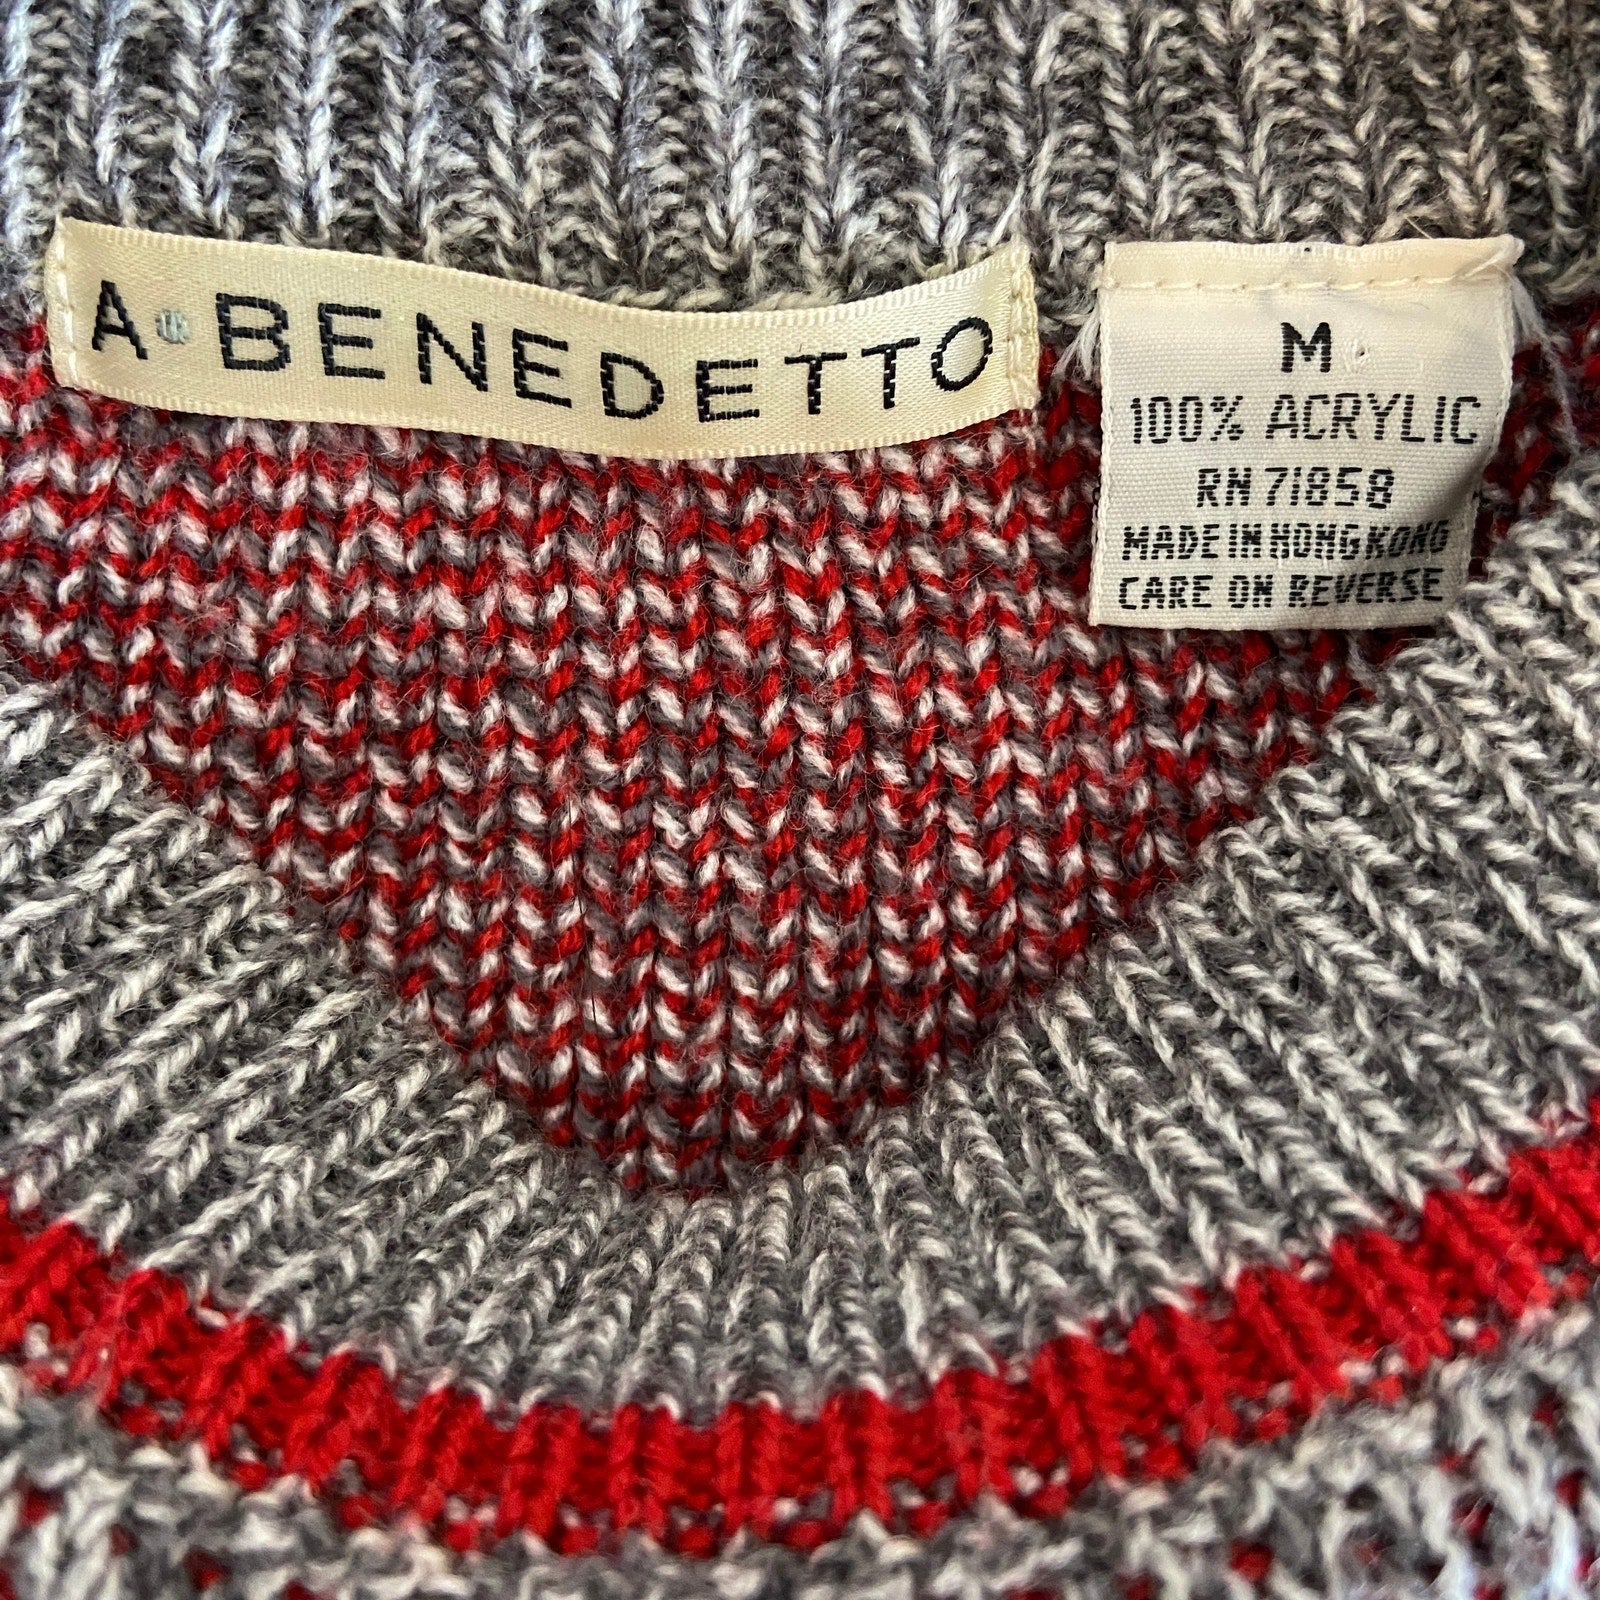 A•BENEDETTO
M
100% ACRYLIC
RN 71858
MADE IN HONG KONG
CARE ON REVERSE